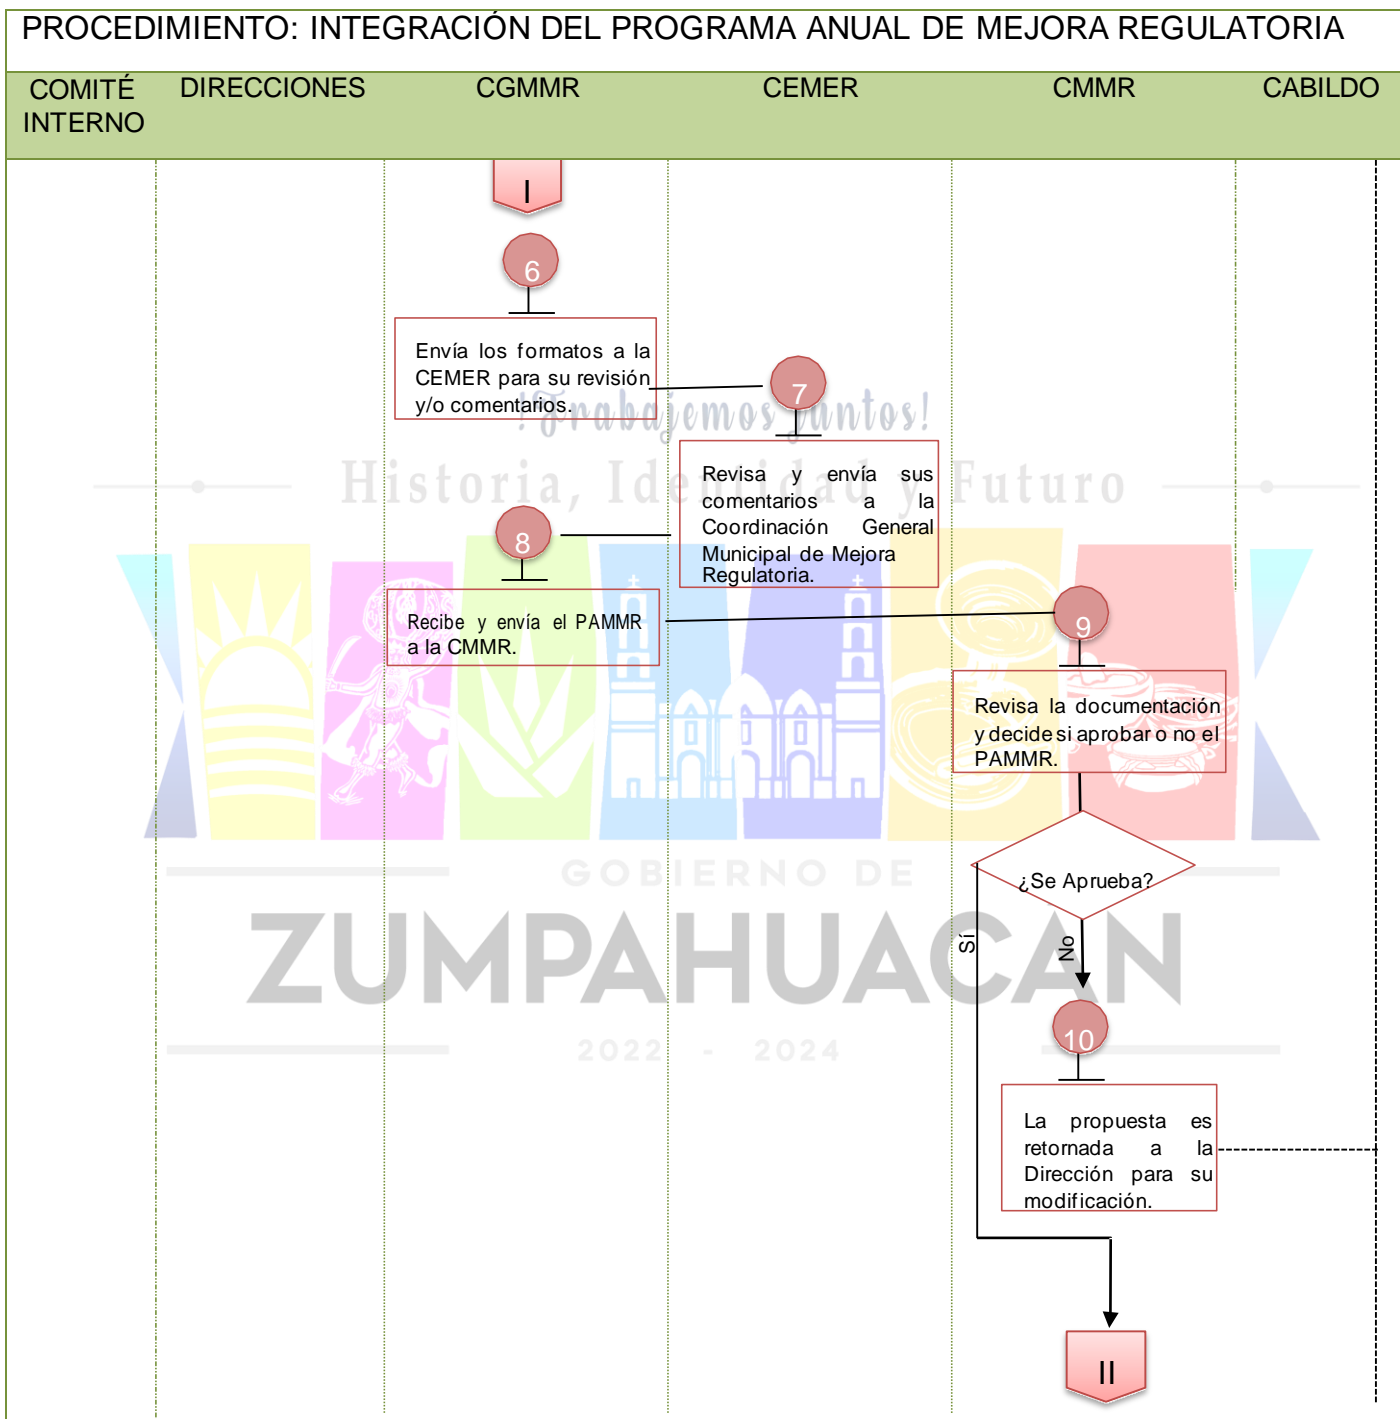 PROCEDIMIENTO: INTEGRACIÓN DEL PROGRAMA ANUAL DE MEJORA REGULATORIA
COMITÉ
INTERNO
DIRECCIONES
CGMMR
CEMER
CMMR
CABILDO
I
6
Envía los formatos a la
CEMER para su revisión
y/o comentarios.
7
!Trabajemos Juntos!
Historia, Identidad y Futuro
Revisa y envía sus
comentarios a la
Coordinación General
Municipal de Mejora
Regulatoria.
8
Recibe y envía el PAMMR
a la CMMR.
9
Revisa la documentación
y decide si aprobar o no el
PAMMR.
¿Se Aprueba?
GOBIERNO DE
ZUMPAHUACAN
2022 - 2024
Sí
No
10
La propuesta es
retornada a la
Dirección para su
modificación.
II